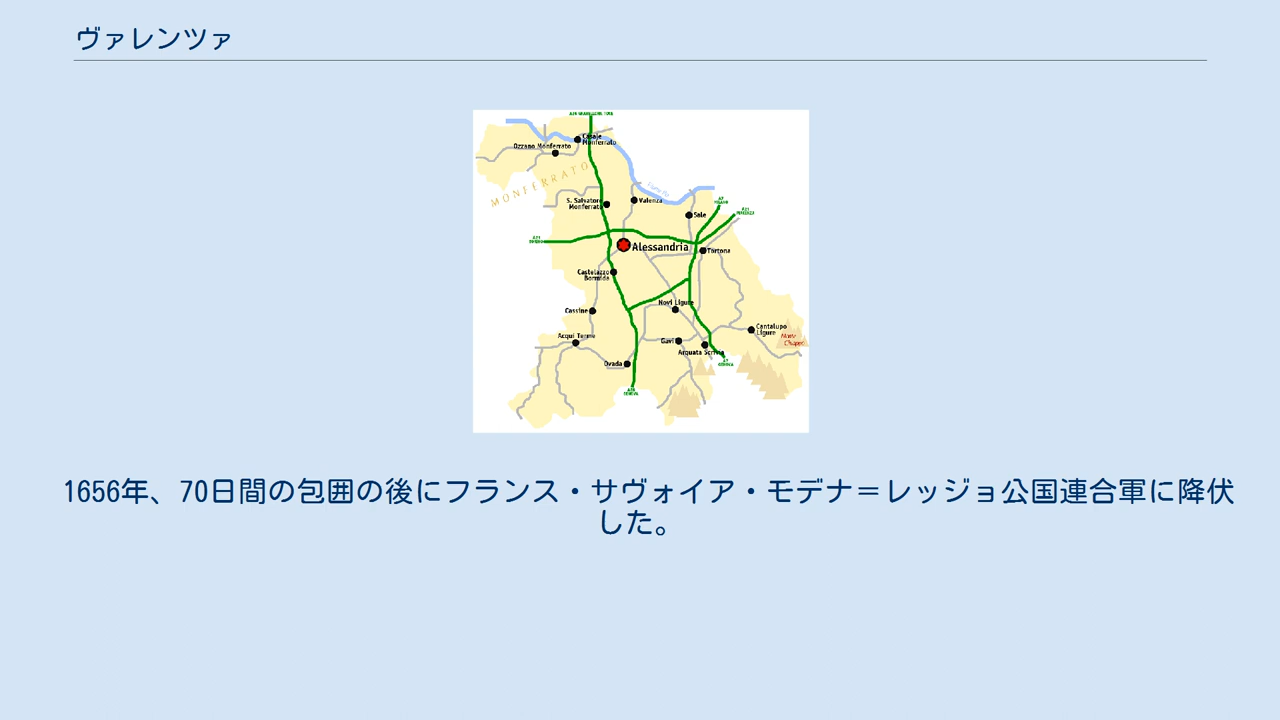 ヴァレンツァ
Casale
Monferrato
Ozzano Monferrato
MONFERRATO
S. Salvatore
Monferrato
Valenza
Sale
Alessandria
Tortona
Castelazzo
Bormida
Novi Ligure
Cassine
Cantalupo
Ligure
Acqui Terme
Gavi
Arquata Scrivia
Ovada
1656年、70日間の包囲の後にフランス・サヴォイア・モデナ＝レッジョ公国連合軍に降伏
した。